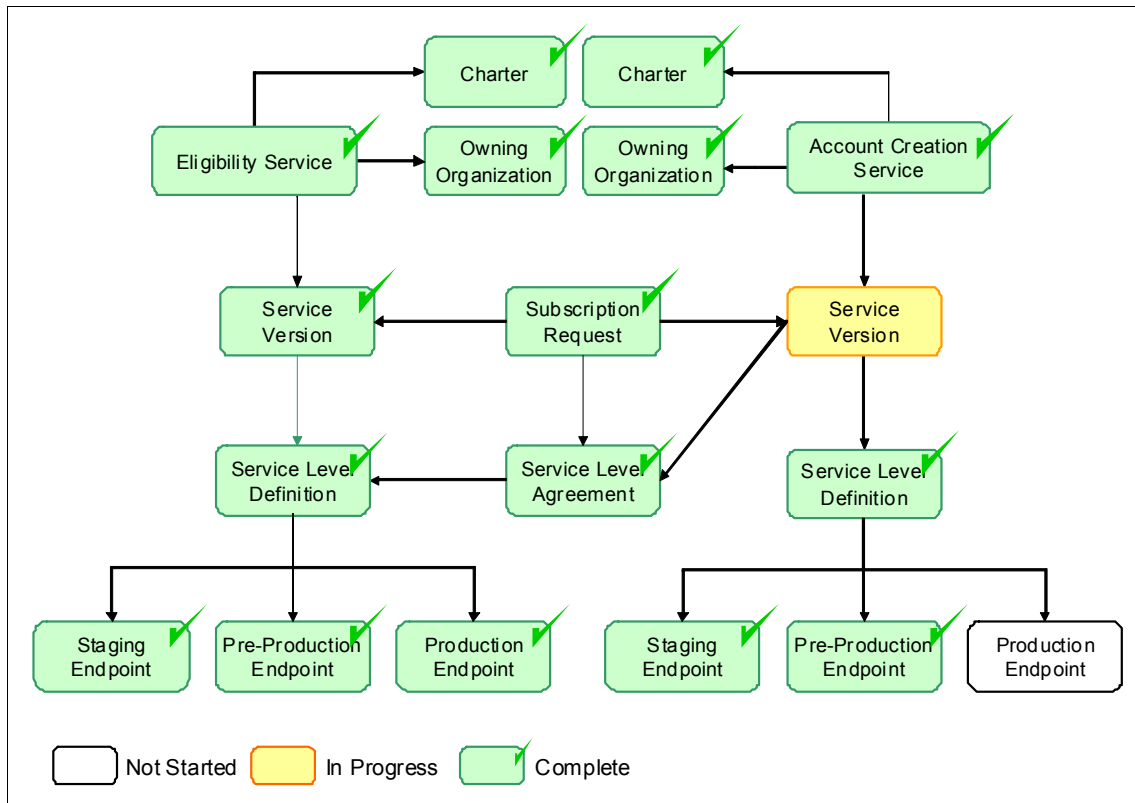 Charter
Charter
Eligibility Service
Owning
Organization
Owning
Organization
Account Creation
Service
Service
Version
Subscription
Request
Service
Version
Service Level
Definition
Service Level
Agreement
Service Level
Definition
Staging
Endpoint
Pre-Production
Endpoint
Production
Endpoint
Staging
Endpoint
Pre-Production
Endpoint
Production
Endpoint
Not Started
In Progress
Complete